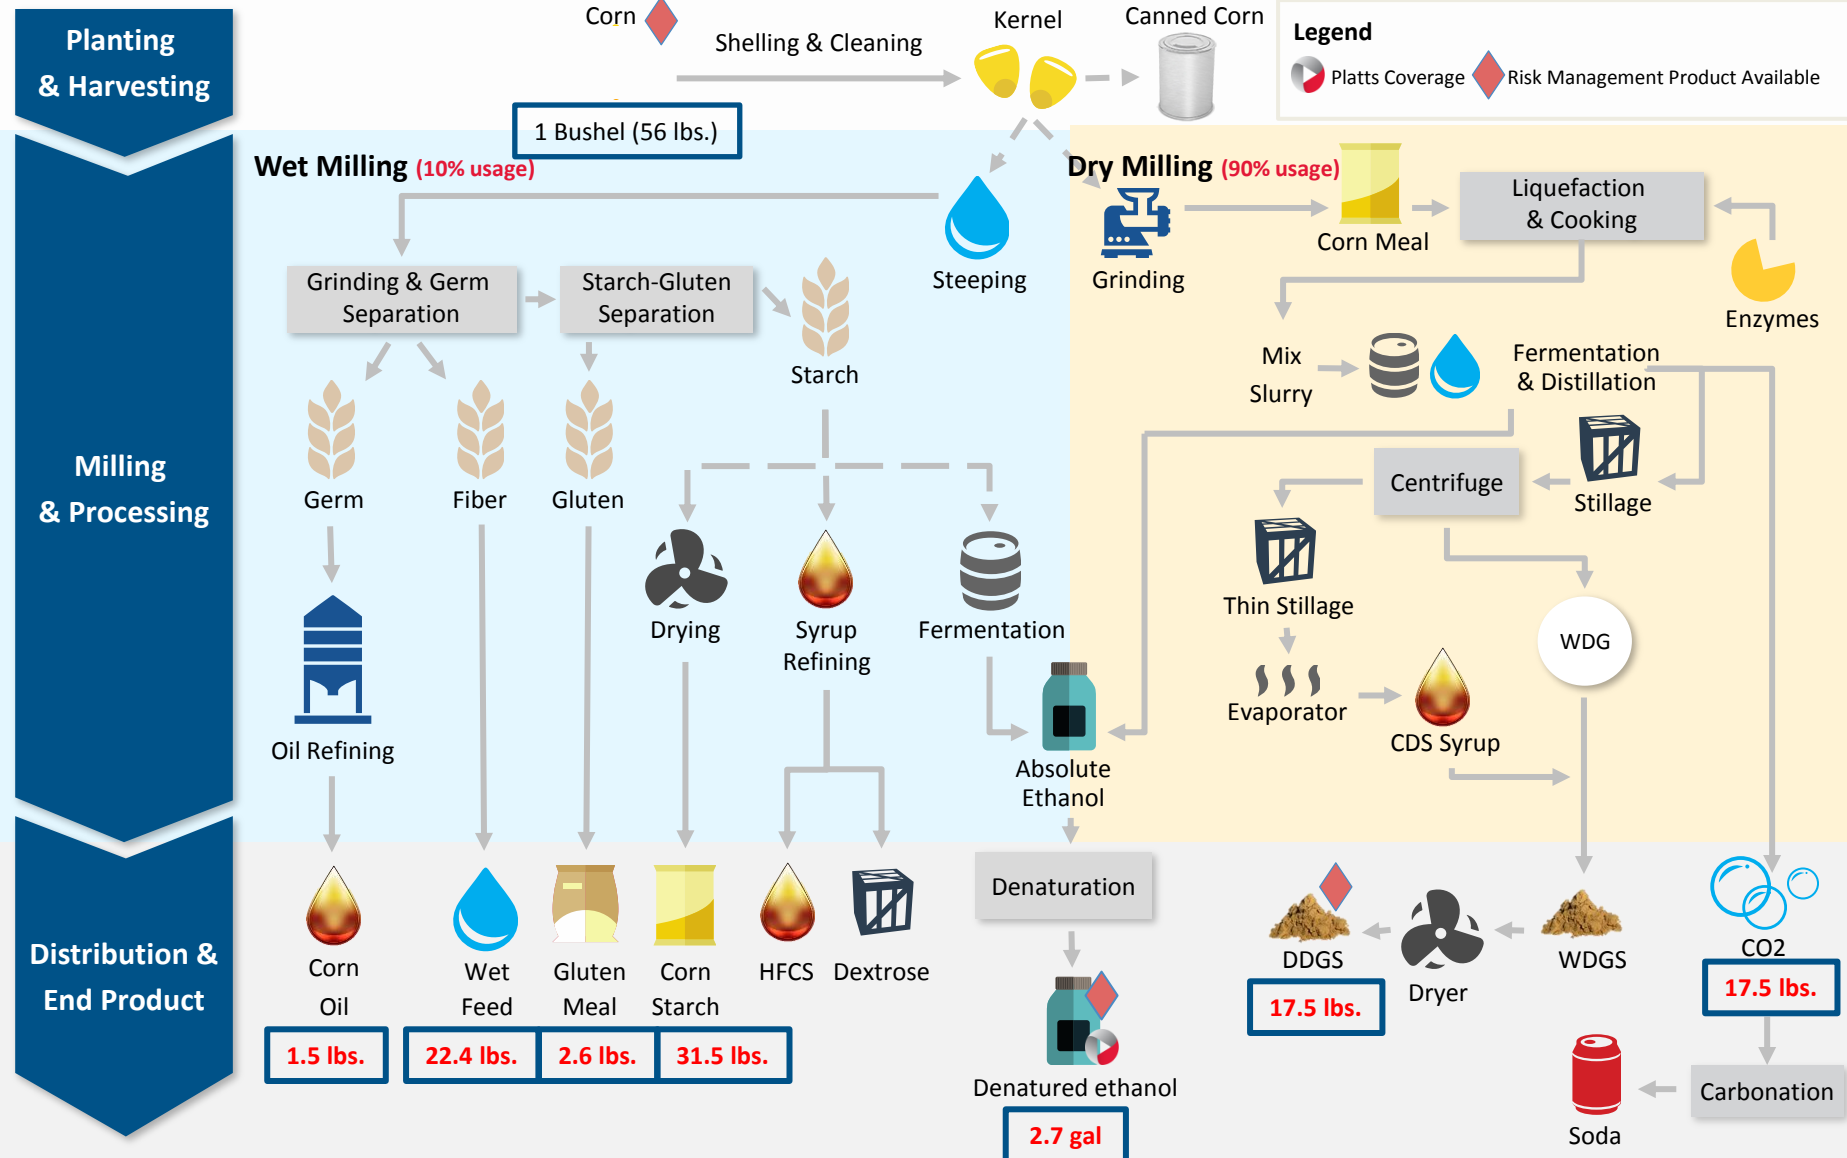 Planting
& Harvesting
Corn
Shelling & Cleaning
Kernel
Canned Corn
1 Bushel (56 lbs.)
Legend
Platts Coverage
Risk Management Product Available
Milling
& Processing
Wet Milling (10% usage)
Steeping
Grinding & Germ
Separation
Starch-Gluten
Separation
Starch
Germ
Fiber
Gluten
Drying
Syrup
Refining
Fermentation
Oil Refining
Absolute
Ethanol
Dry Milling (90% usage)
Grinding
Corn Meal
Liquefaction
& Cooking
Enzymes
Mix
Slurry
Fermentation
& Distillation
Stillage
Centrifuge
Thin Stillage
Evaporator
CDS Syrup
WDG
Distribution &
End Product
Corn
Oil
1.5 lbs.
Wet
Feed
22.4 lbs.
Gluten
Meal
2.6 lbs.
Corn
Starch
31.5 lbs.
HFCS
Dextrose
Denaturation
Denatured ethanol
2.7 gal
DDGS
17.5 lbs.
Dryer
WDGS
CO2
17.5 lbs.
Carbonation
Soda